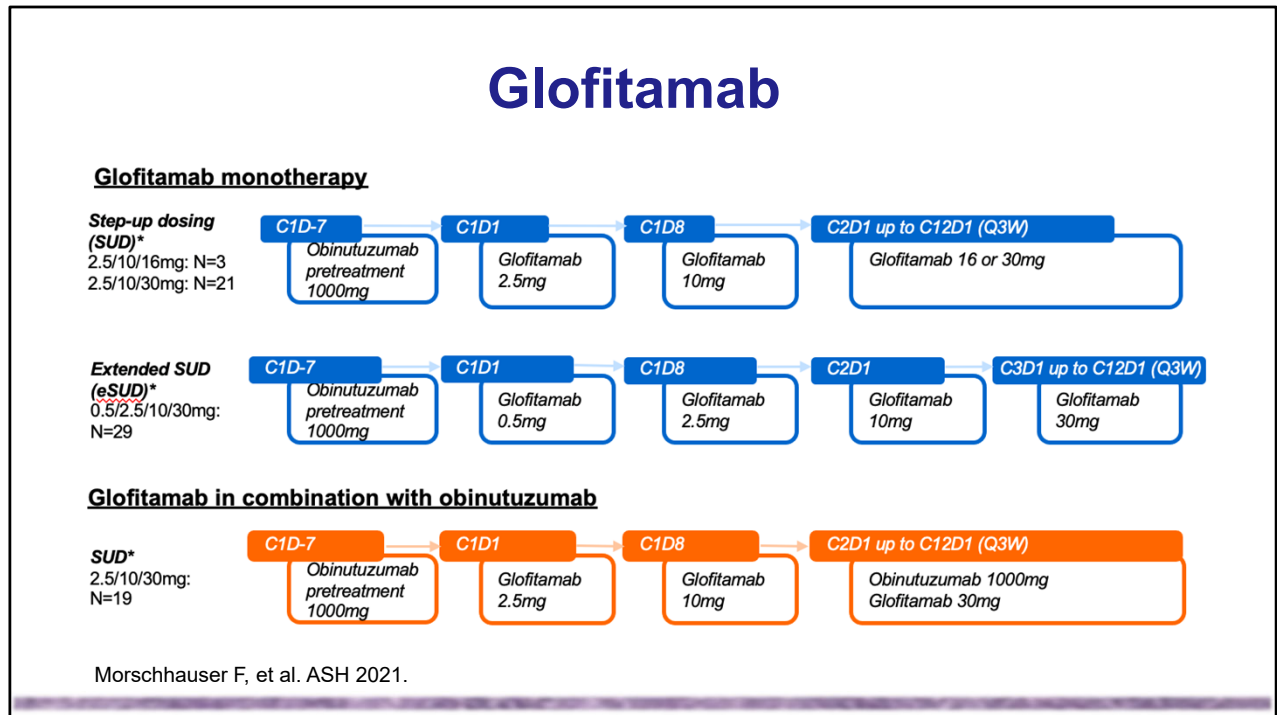 Glofitamab
Glofitamab monotherapy
Step-up dosing
(SUD)*
2.5/10/16mg: N=3
2.5/10/30mg: N=21
C1D-7
Obinutuzumab
pretreatment
1000mg
C1D1
Glofitamab
2.5mg
C1D8
Glofitamab
10mg
C2D1 up to C12D1 (Q3W)
Glofitamab 16 or 30mg
Extended SUD
(eSUD)*
0.5/2.5/10/30mg:
N=29
C1D-7
Obinutuzumab
pretreatment
1000mg
C1D1
Glofitamab
0.5mg
C1D8
Glofitamab
2.5mg
C2D1
Glofitamab
10mg
C3D1 up to C12D1 (Q3W)
Glofitamab
30mg
Glofitamab in combination with obinutuzumab
SUD*
2.5/10/30mg:
N=19
C1D-7
Obinutuzumab
pretreatment
1000mg
C1D1
Glofitamab
2.5mg
C1D8
Glofitamab
10mg
C2D1 up to C12D1 (Q3W)
Obinutuzumab 1000mg
Glofitamab 30mg
Morschhauser F, et al. ASH 2021.